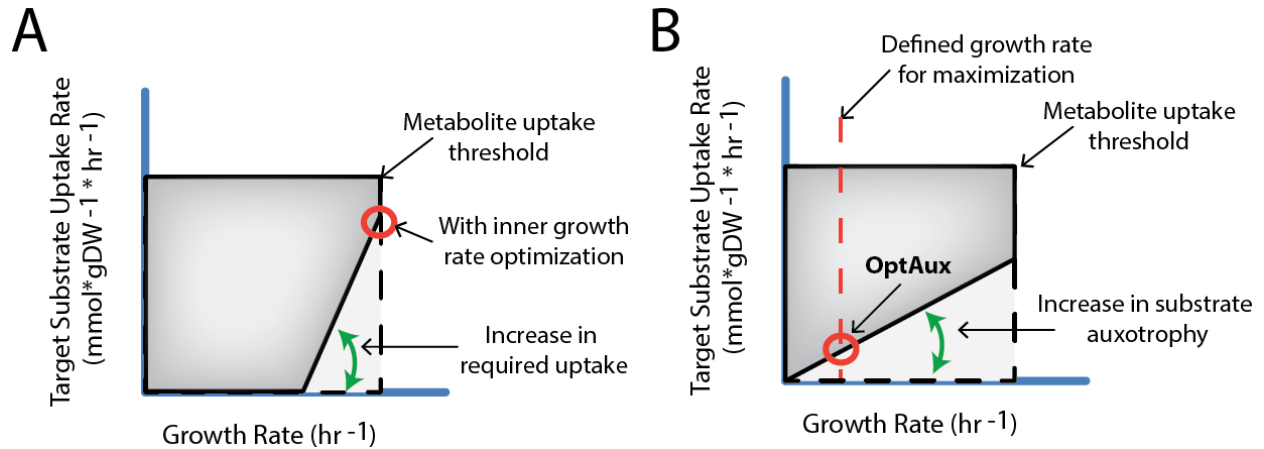 A
Target Substrate Uptake Rate
(mmol*gDW -1 * hr -1)
Metabolite uptake
threshold
With inner growth
rate optimization
Increase in
required uptake
Growth Rate (hr -1)
B
Target Substrate Uptake Rate
(mmol*gDW -1 * hr -1)
Defined growth rate
for maximization
Metabolite uptake
threshold
OptAux
Increase in substrate
auxotrophy
Growth Rate (hr -1)